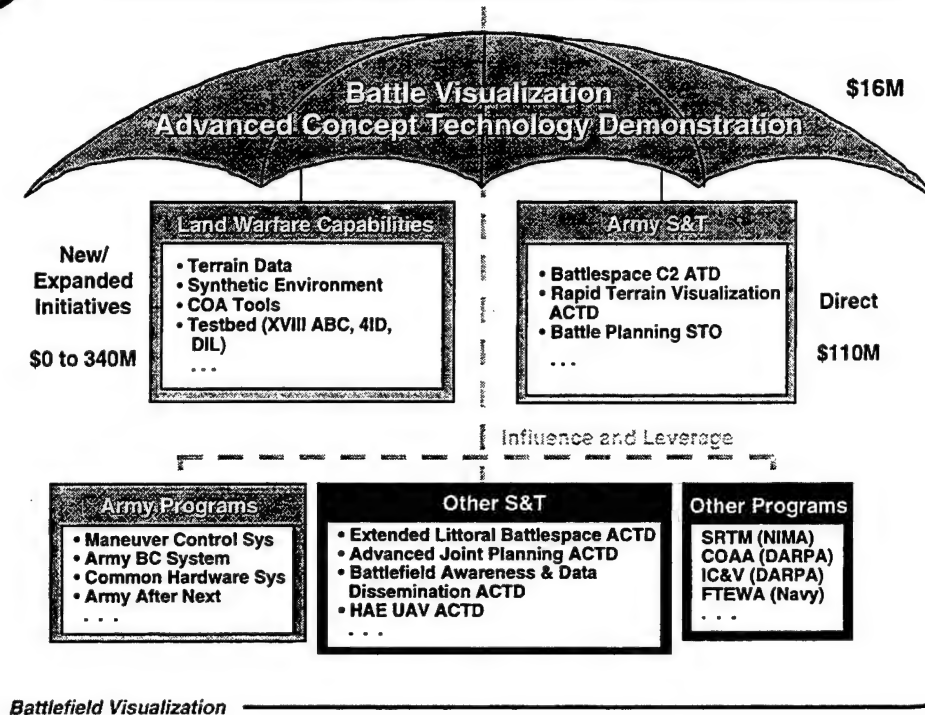 Battle Visualization
Advanced Concept Technology Demonstration
$16M
Land Warfare Capabilities
• Terrain Data
• Synthetic Environment
• COA Tools
• Testbed (XVIII ABC, 4ID,
DIL)
. . .
New/
Expanded
Initiatives
$0 to 340M
Army S&T
• Battlespace C2 ATD
• Rapid Terrain Visualization
ACTD
• Battle Planning STO
. . .
Direct
$110M
Influence and Leverage
Army Programs
• Maneuver Control Sys
• Army BC System
• Common Hardware Sys
• Army After Next
. . .
Other S&T
• Extended Littoral Battlespace ACTD
• Advanced Joint Planning ACTD
• Battlefield Awareness & Data
Dissemination ACTD
• HAE UAV ACTD
. . .
Other Programs
SRTM (NIMA)
COAA (DARPA)
IC&V (DARPA)
FTEWA (Navy)
. . .
Battlefield Visualization